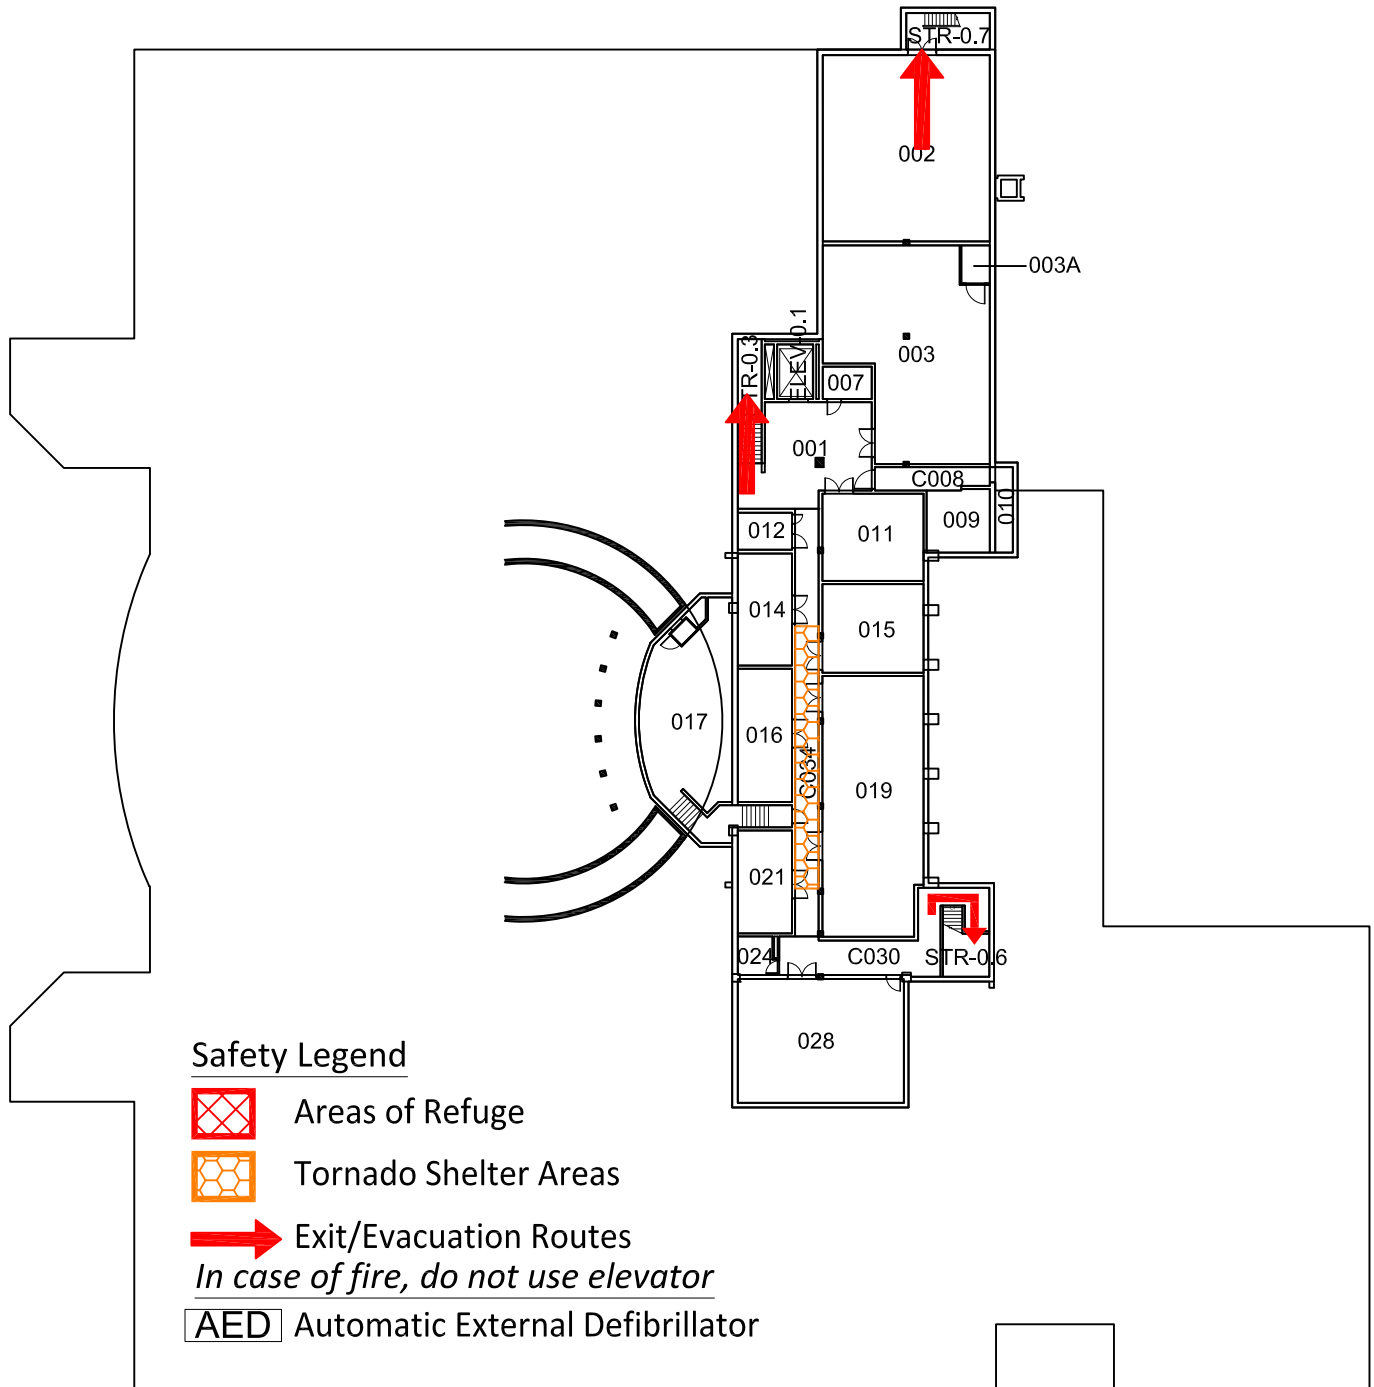 STR-0.7
002
003A
ELEV-0.1
TR-0.3
003
007
001
C008
010
012
011
009
014
015
017
016
C034
019
021
024
C030
STR-0.6
028
Safety Legend
Areas of Refuge
Tornado Shelter Areas
Exit/Evacuation Routes
In case of fire, do not use elevator
AED Automatic External Defibrillator